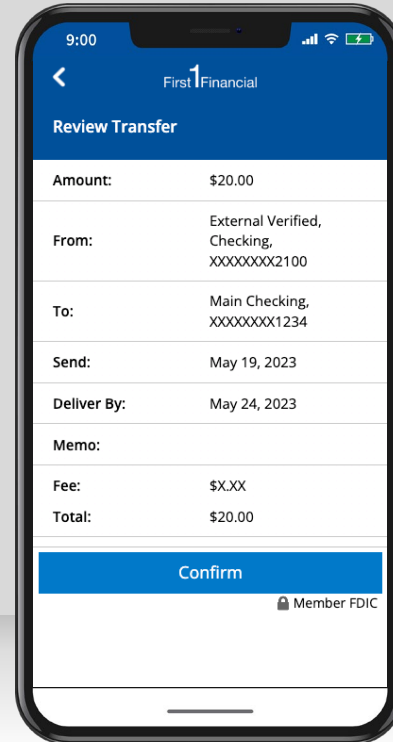 9:00
First 1 Financial
Review Transfer
Amount: $20.00
From: External Verified,
Checking,
XXXXXXXX2100
To: Main Checking,
XXXXXXXX1234
Send: May 19, 2023
Deliver By: May 24, 2023
Memo:
Fee: $X.XX
Total: $20.00
Confirm
Member FDIC